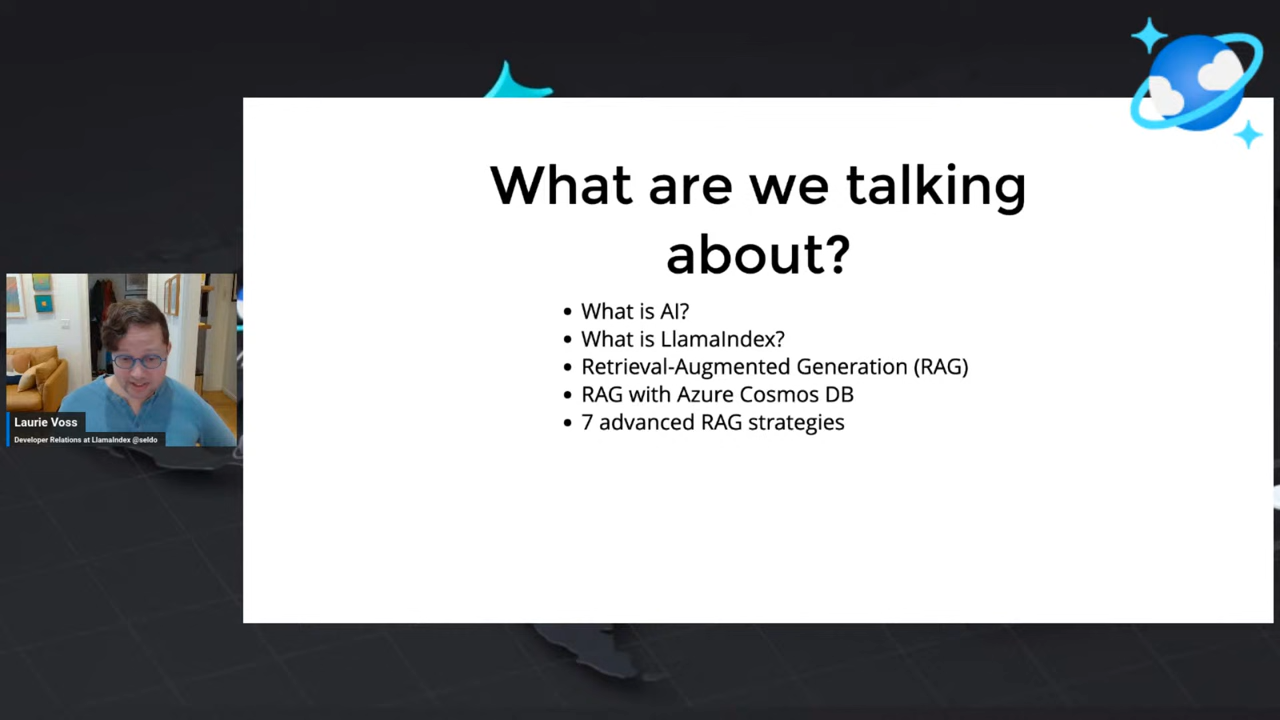 What are we talking
about?
• What is AI?
• What is LlamaIndex?
• Retrieval-Augmented Generation (RAG)
• RAG with Azure Cosmos DB
• 7 advanced RAG strategies
Laurie Voss
Developer Relations at LlamaIndex @seldo